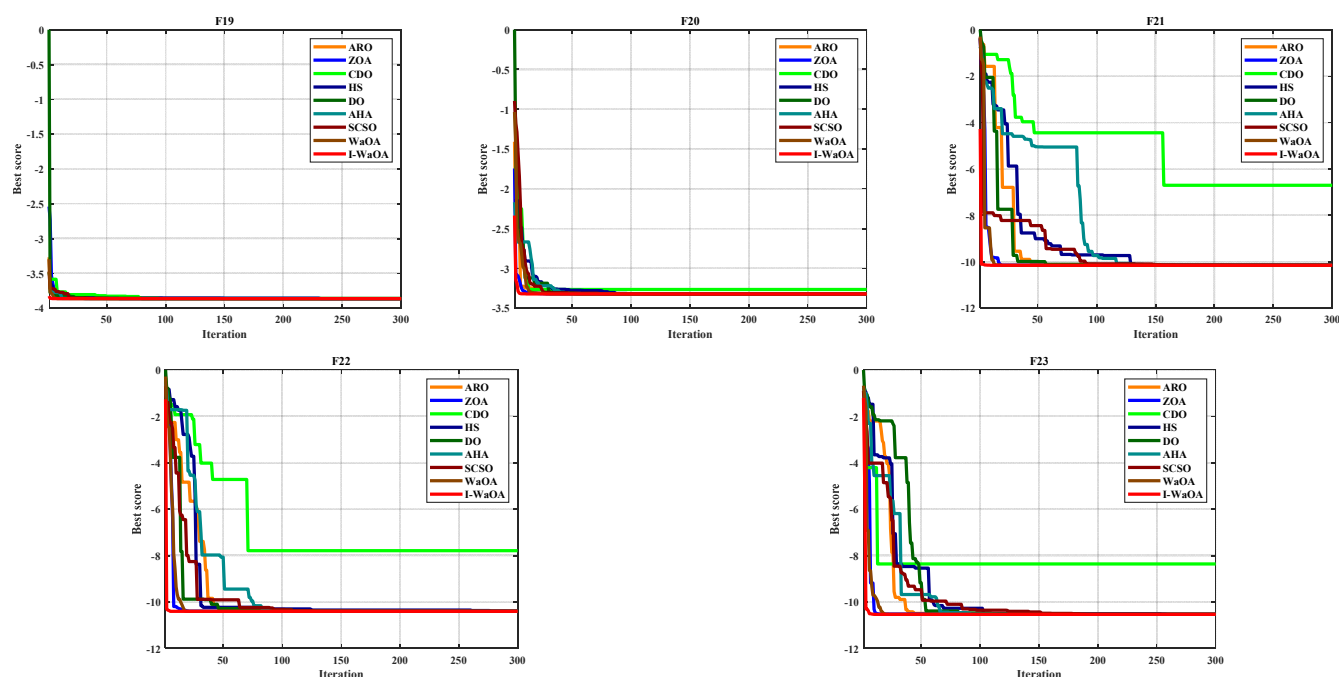 F19
0
-0.5
-1
-1.5
-2
-2.5
-3
-3.5
-4
Best score
50
100
150
200
250
300
Iteration
ARO
ZOA
CDO
HS
DO
AHA
SCSO
WaOA
I-WaOA
F20
0
-0.5
-1
-1.5
-2
-2.5
-3
-3.5
Best score
50
100
150
200
250
300
Iteration
ARO
ZOA
CDO
HS
DO
AHA
SCSO
WaOA
I-WaOA
F21
0
-2
-4
-6
-8
-10
-12
Best score
50
100
150
200
250
300
Iteration
ARO
ZOA
CDO
HS
DO
AHA
SCSO
WaOA
I-WaOA
F22
0
-2
-4
-6
-8
-10
-12
Best score
50
100
150
200
250
300
Iteration
ARO
ZOA
CDO
HS
DO
AHA
SCSO
WaOA
I-WaOA
F23
0
-2
-4
-6
-8
-10
-12
Best score
50
100
150
200
250
300
Iteration
ARO
ZOA
CDO
HS
DO
AHA
SCSO
WaOA
I-WaOA